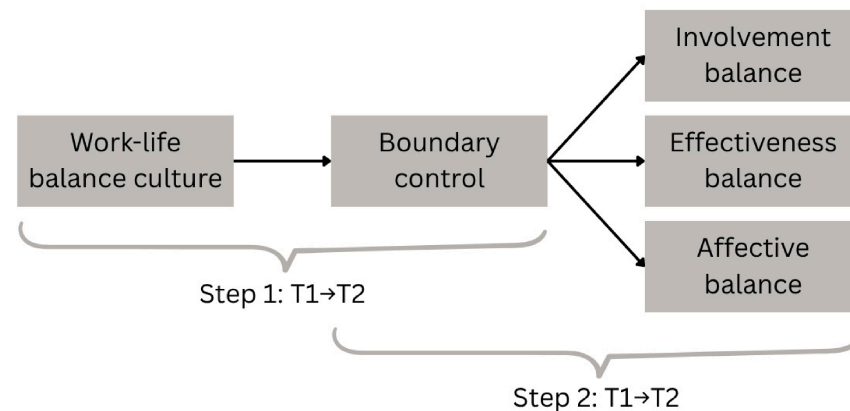 Involvement
balance
Work-life
balance culture
Boundary
control
Effectiveness
balance
Affective
balance
Step 1: T1→T2
Step 2: T1→T2